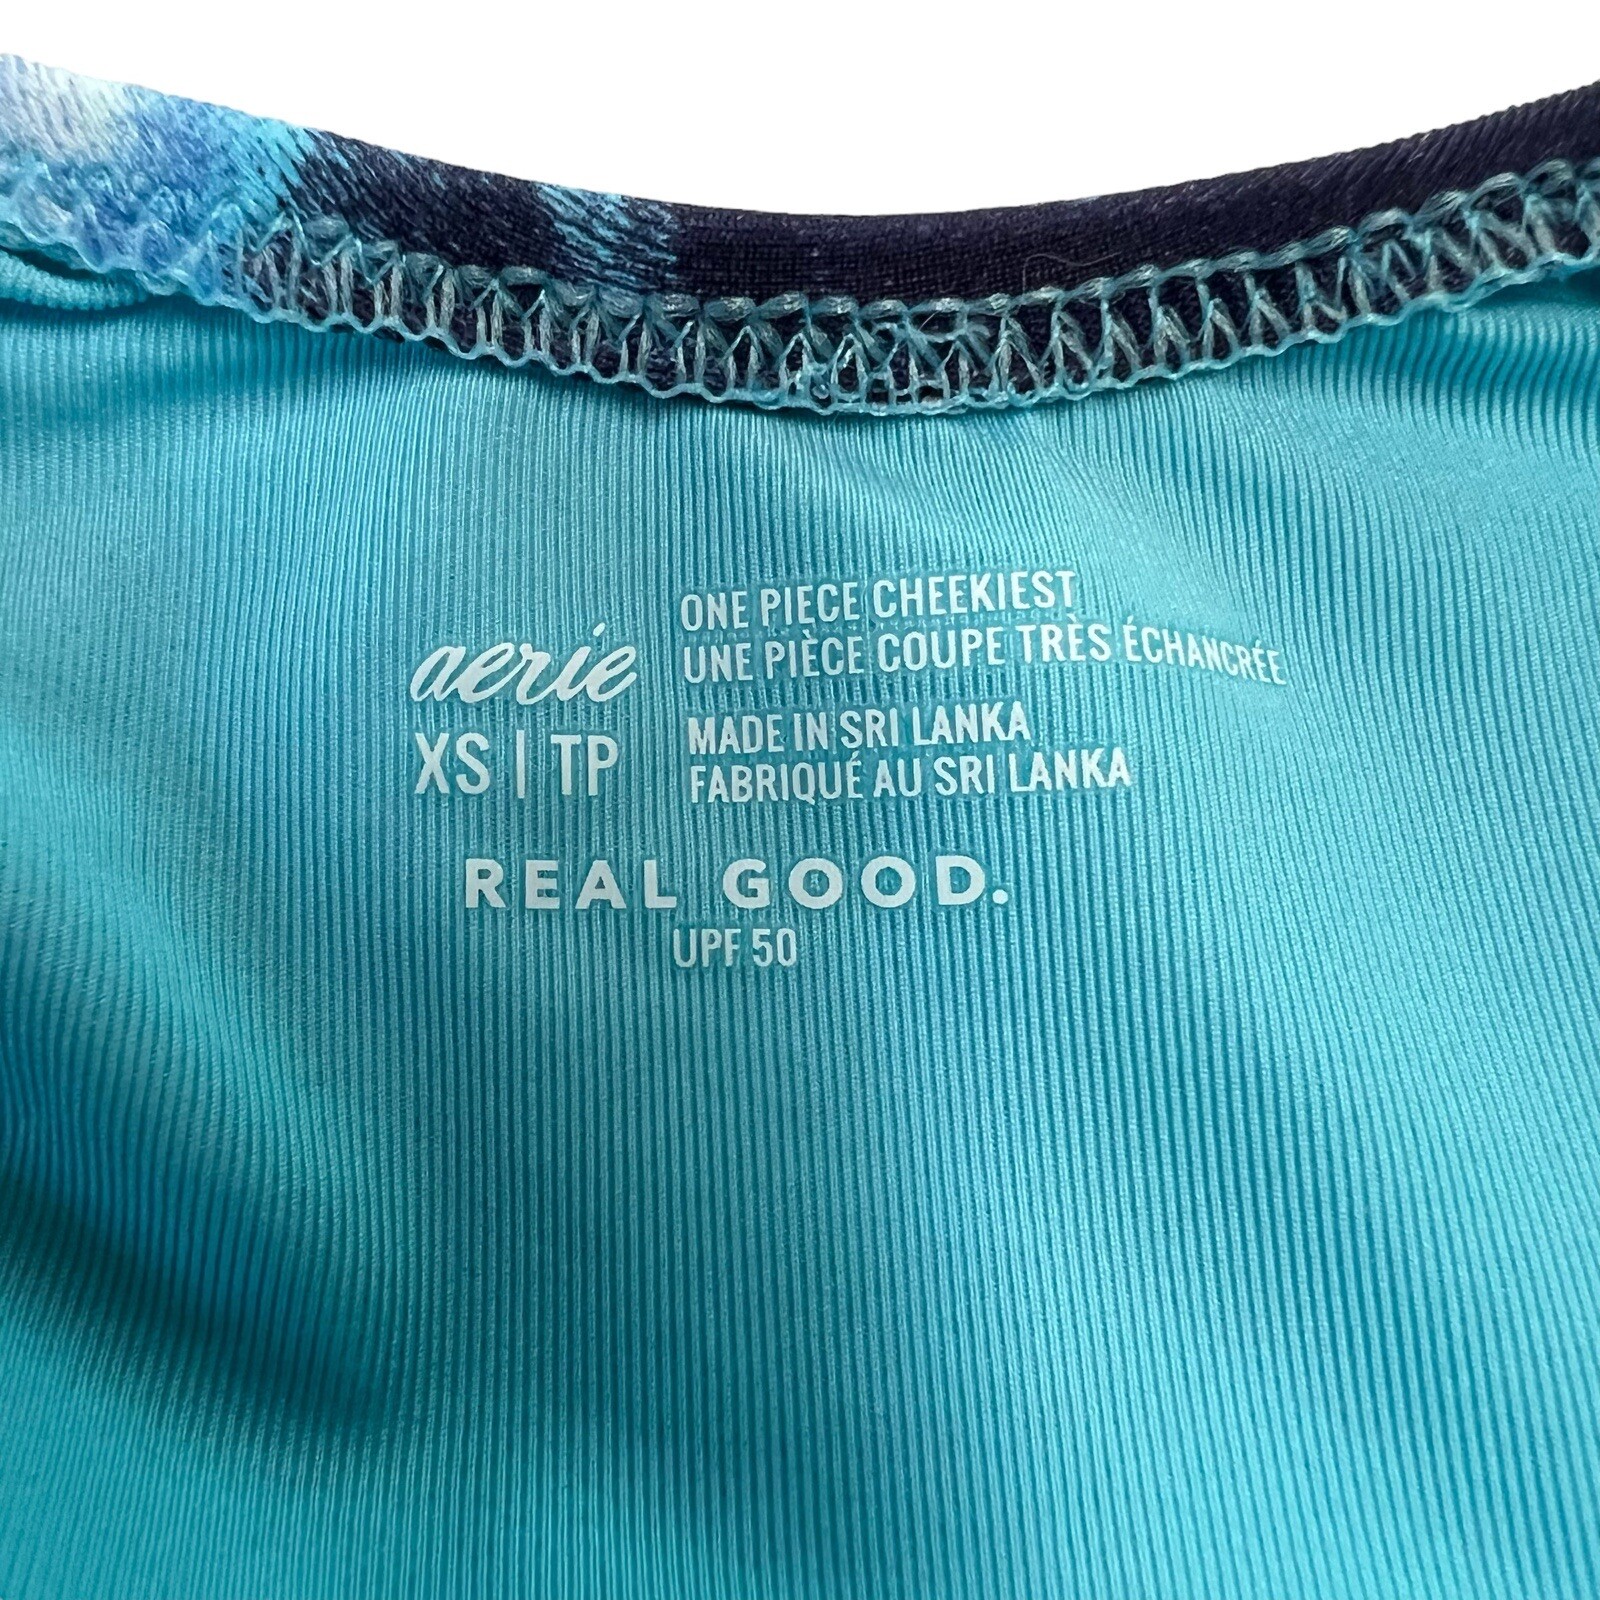 aerie
XS | TP
ONE PIECE CHEEKIEST
UNE PIÈCE COUPE TRÈS ÉCHANCRÉE
MADE IN SRI LANKA
FABRIQUÉ AU SRI LANKA
REAL GOOD.
UPF 50